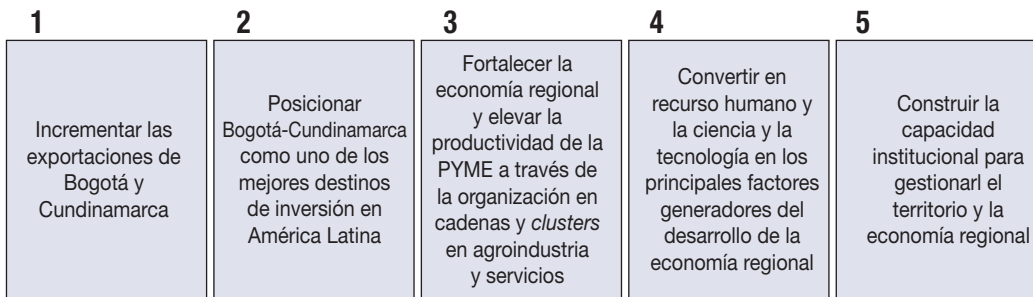 1
Incrementar las
exportaciones de
Bogotá y
Cundinamarca
2
Posicionar
Bogotá-Cundinamarca
como uno de los
mejores destinos
de inversión en
América Latina
3
Fortalecer la
economía regional
y elevar la
productividad de la
PYME a través de
la organización en
cadenas y clusters
en agroindustria
y servicios
4
Convertir en
recurso humano y
la ciencia y la
tecnología en los
principales factores
generadores del
desarrollo de la
economía regional
5
Construir la
capacidad
institucional para
gestionarl el
territorio y la
economía regional